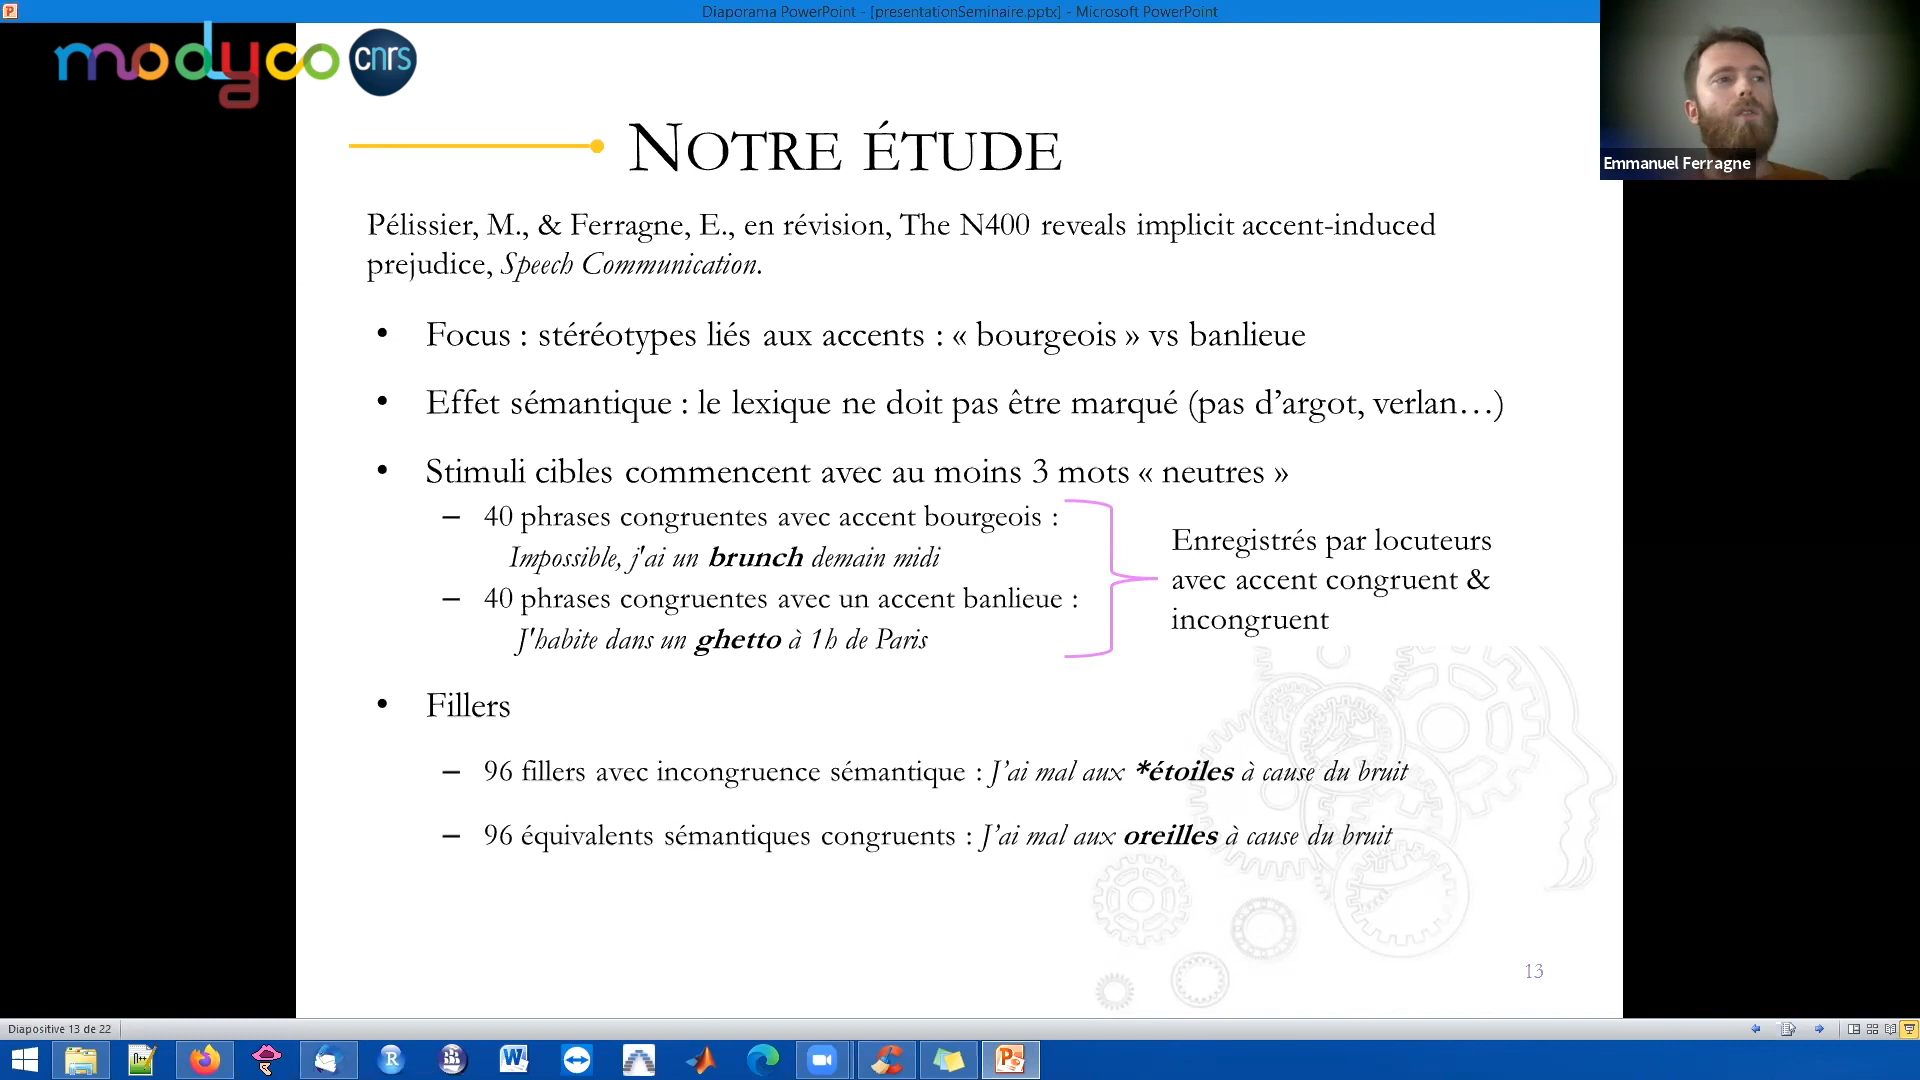 Diaporama PowerPoint - [presentationSeminaire.pptx] - Microsoft PowerPoint
modyco cnrs
Emmanuel Ferragne
NOTRE ÉTUDE
Pélissier, M., & Ferragne, E., en révision, The N400 reveals implicit accent-induced
prejudice, Speech Communication.
• Focus : stéréotypes liés aux accents : « bourgeois » vs banlieue
• Effet sémantique : le lexique ne doit pas être marqué (pas d’argot, verlan…)
• Stimuli cibles commencent avec au moins 3 mots « neutres »
– 40 phrases congruentes avec accent bourgeois :
Impossible, j'ai un brunch demain midi
– 40 phrases congruentes avec un accent banlieue :
J'habite dans un ghetto à 1h de Paris
Enregistrés par locuteurs
avec accent congruent &
incongruent
• Fillers
– 96 fillers avec incongruence sémantique : J’ai mal aux *étoiles à cause du bruit
– 96 équivalents sémantiques congruents : J’ai mal aux oreilles à cause du bruit
13
Diapositive 13 de 22